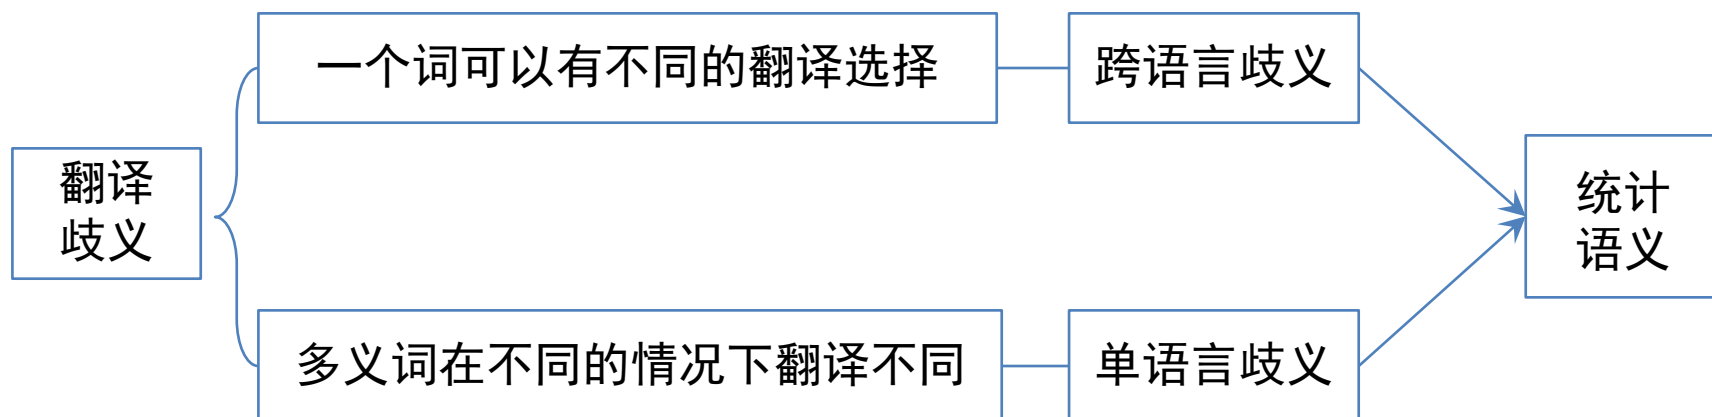 翻译
歧义
一个词可以有不同的翻译选择
跨语言歧义
多义词在不同的情况下翻译不同
单语言歧义
统计
语义